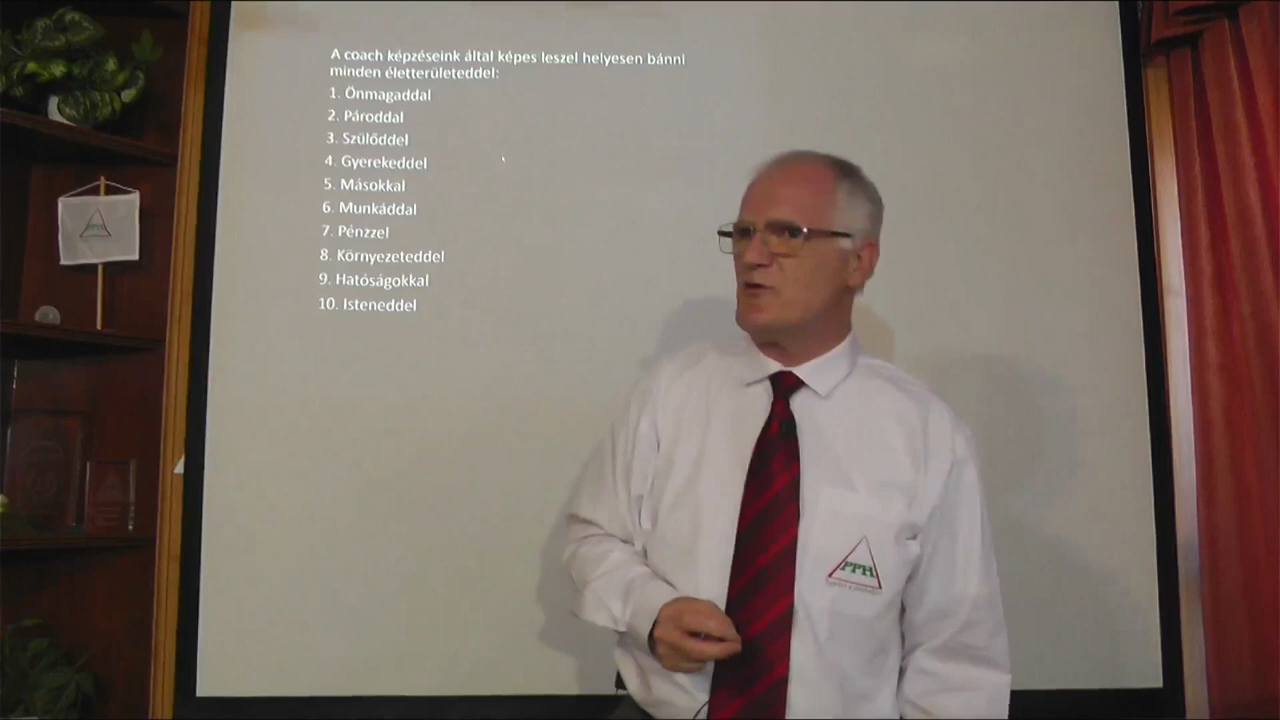 A coach képzéseink által képes leszel helyesen bánni
minden életterületeddel:
1. Önmagaddal
2. Pároddal
3. Szülőddel
4. Gyerekeddel
5. Másokkal
6. Munkáddal
7. Pénzzel
8. Környezeteddel
9. Hatóságokkal
10. Isteneddel
PPH